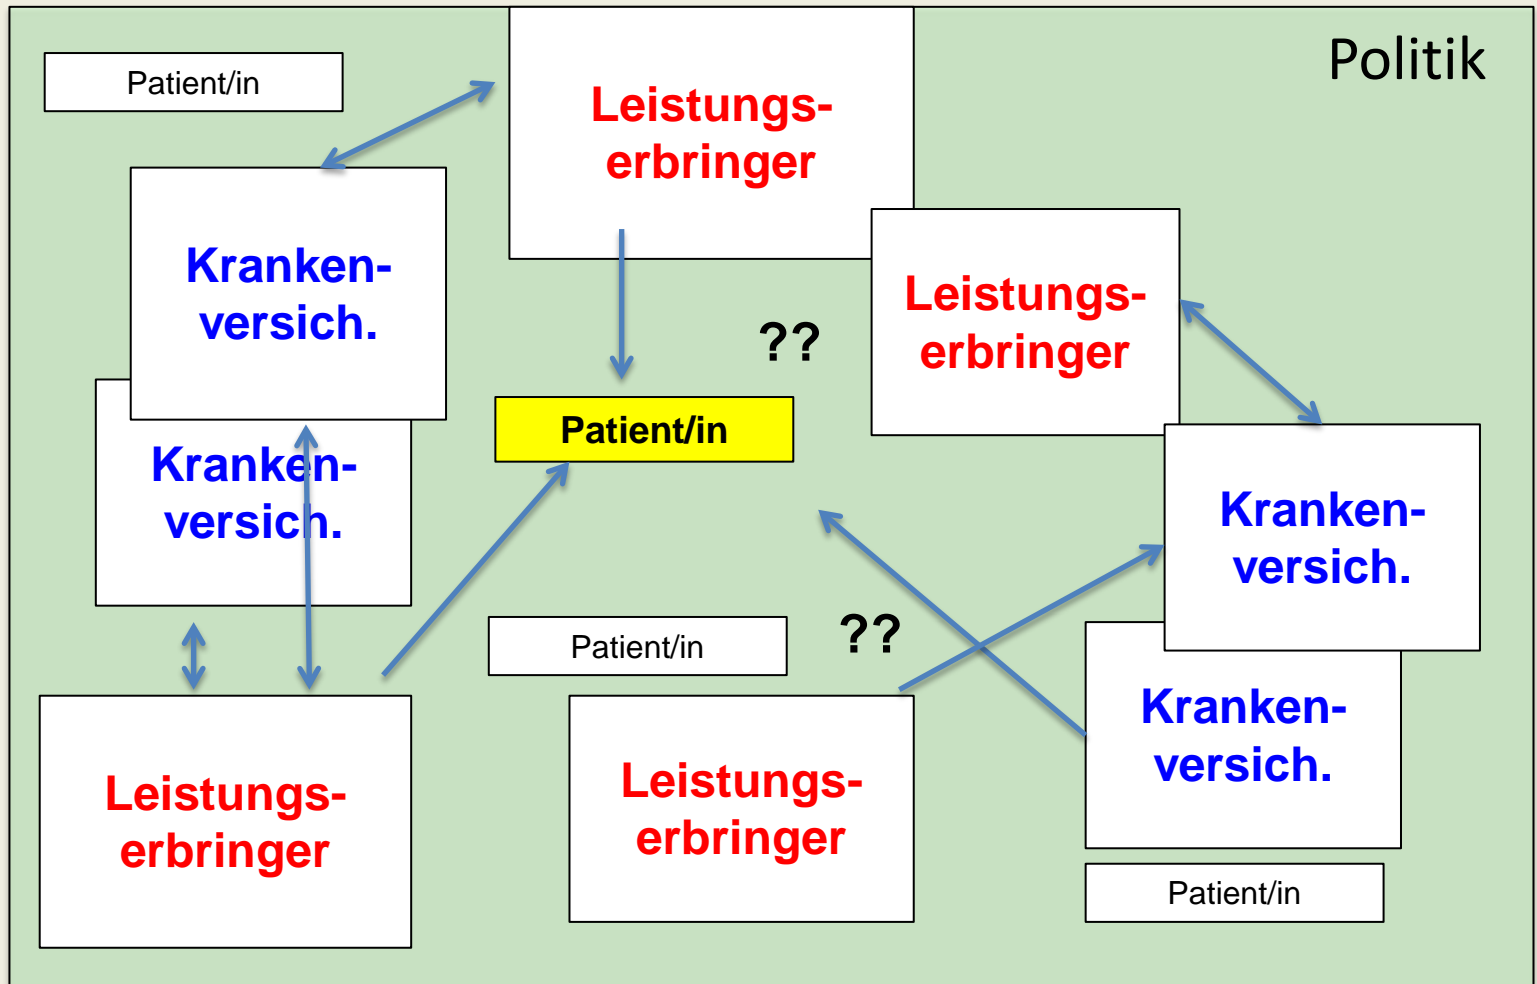 Politik
Patient/in
Leistungs-
erbringer
Kranken-
versich.
Leistungs-
erbringer
??
Patient/in
Kranken-
versich.
Kranken-
versich.
Patient/in
??
Kranken-
versich.
Leistungs-
erbringer
Leistungs-
erbringer
Patient/in